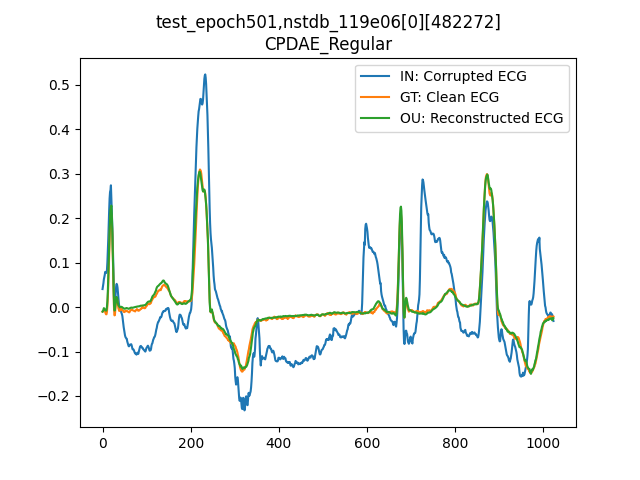 test_epoch501,nstdb_119e06[0][482272]
CPDAE_Regular
IN: Corrupted ECG
GT: Clean ECG
OU: Reconstructed ECG
0.5
0.4
0.3
0.2
0.1
0.0
−0.1
−0.2
0 200 400 600 800 1000